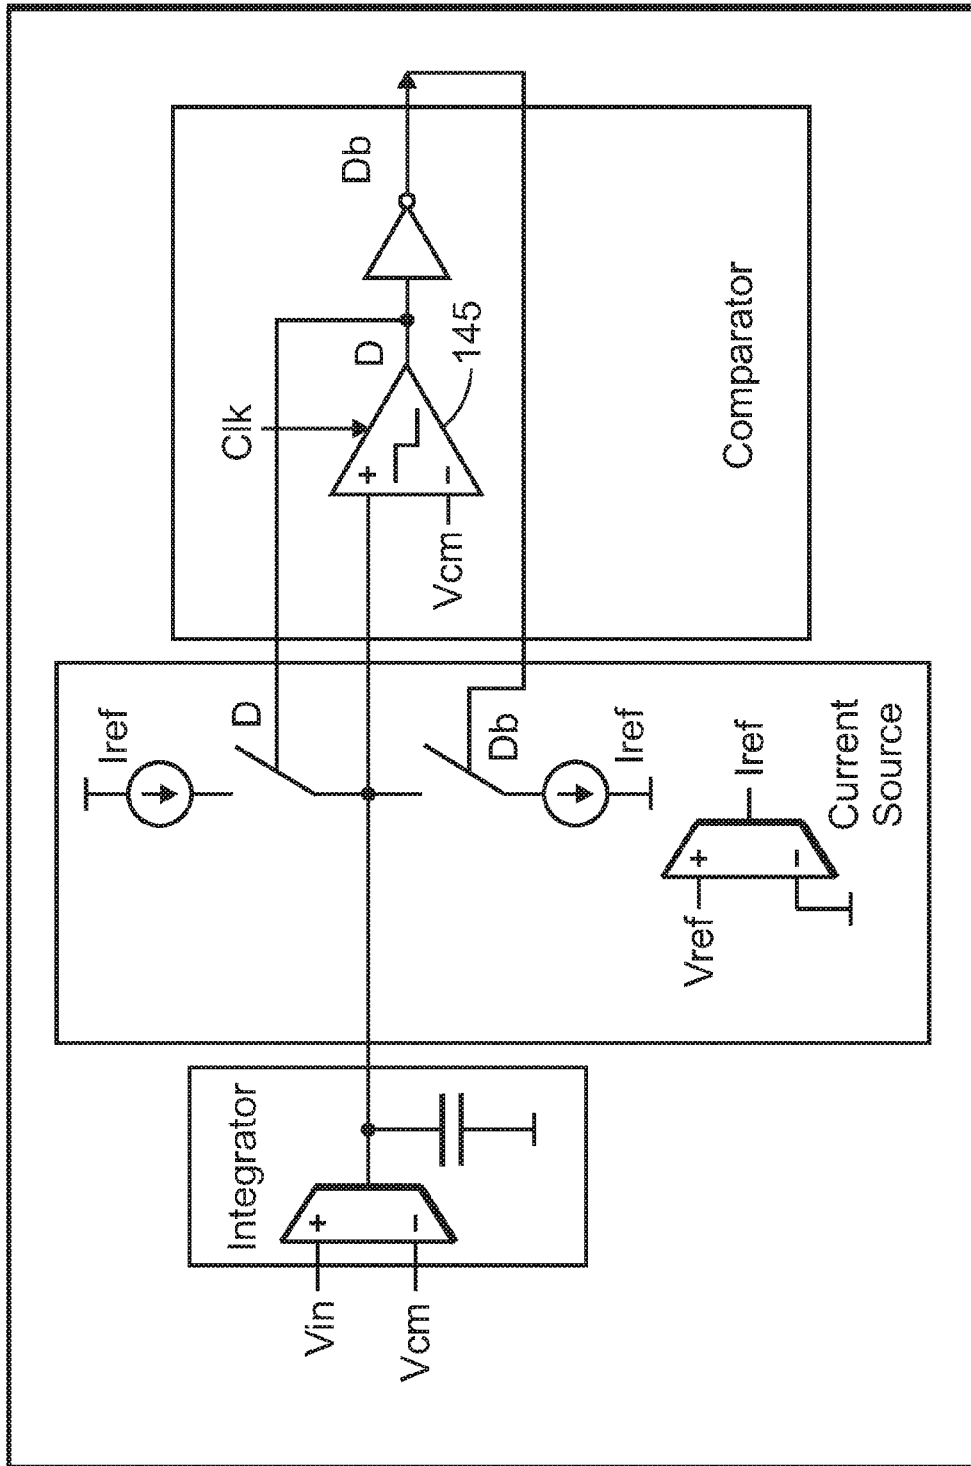 Integrator
Vin
+
Vcm
−
Iref
D
Db
Iref
Vref
+
−
Iref
Current
Source
Clk
D
Db
+
−
Vcm
145
Comparator